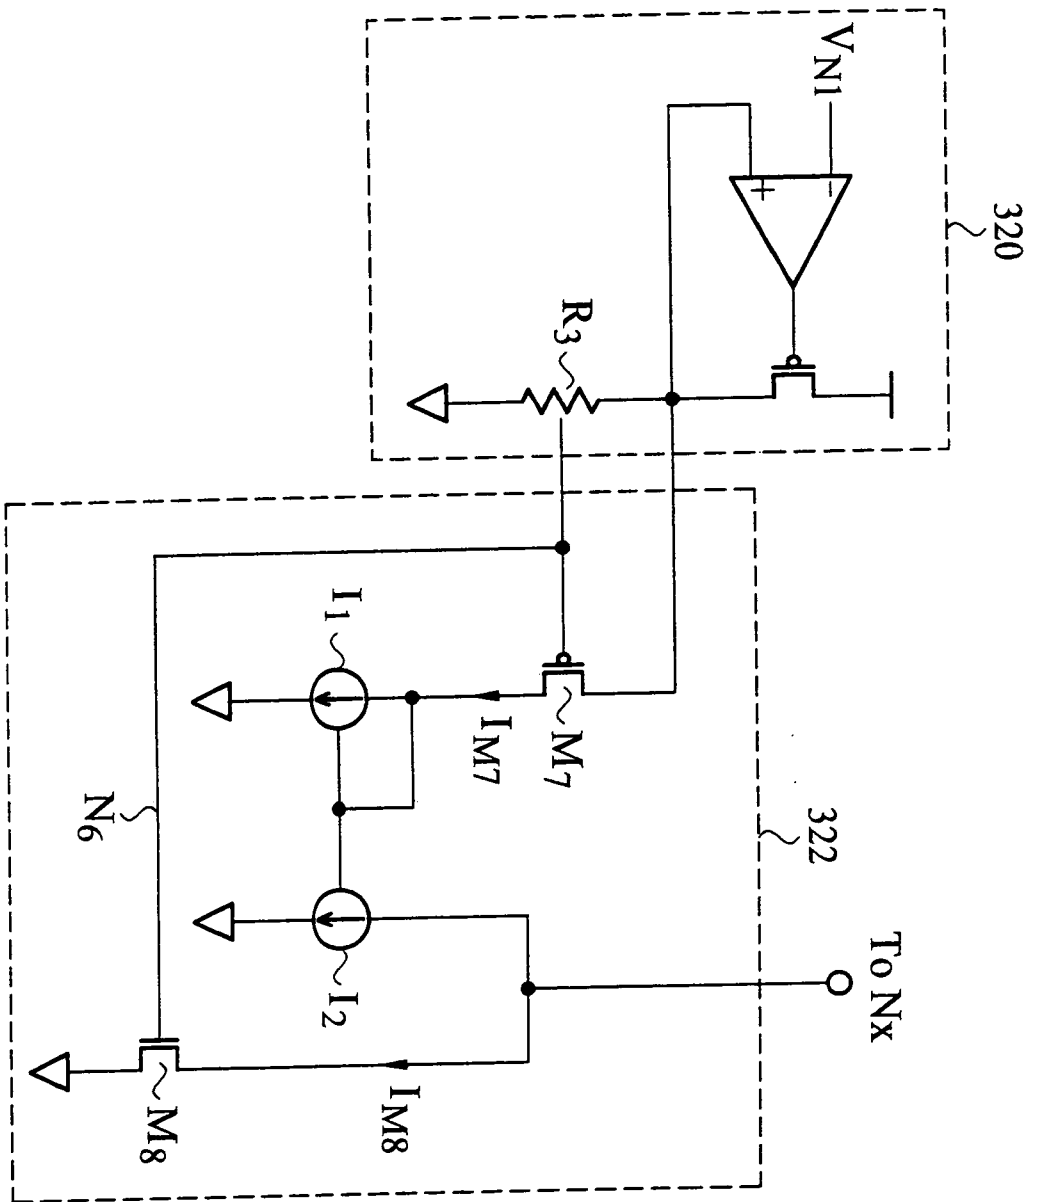 320
V_N1
−
+
R_3
322
To Nx
M_7
I_M7
I_1
I_2
I_M8
N_6
M_8